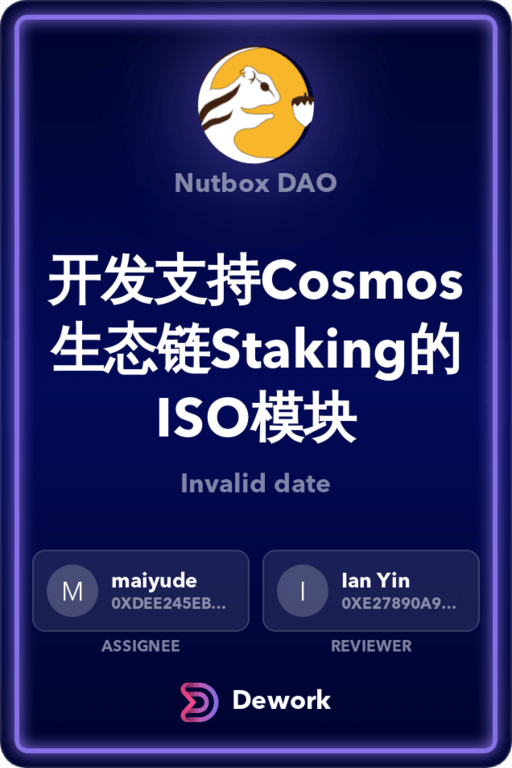 Nutbox DAO
开发支持Cosmos
生态链Staking的
ISO模块
Invalid date
M
maiyude
0XDEE245EB...
ASSIGNEE
I
Ian Yin
0XE27890A9...
REVIEWER
Dework